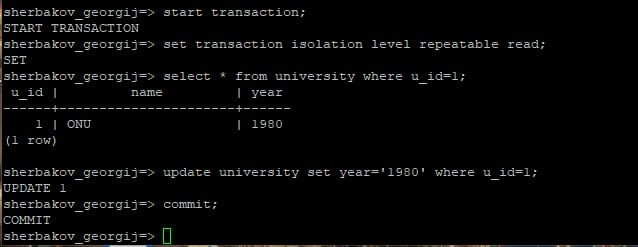 sherbakov_georgij=> start transaction;
START TRANSACTION
sherbakov_georgij=> set transaction isolation level repeatable read;
SET
sherbakov_georgij=> select * from university where u_id=1;
 u_id |         name         | year
------+----------------------+------
    1 | ONU                  | 1980
(1 row)
sherbakov_georgij=> update university set year='1980' where u_id=1;
UPDATE 1
sherbakov_georgij=> commit;
COMMIT
sherbakov_georgij=>